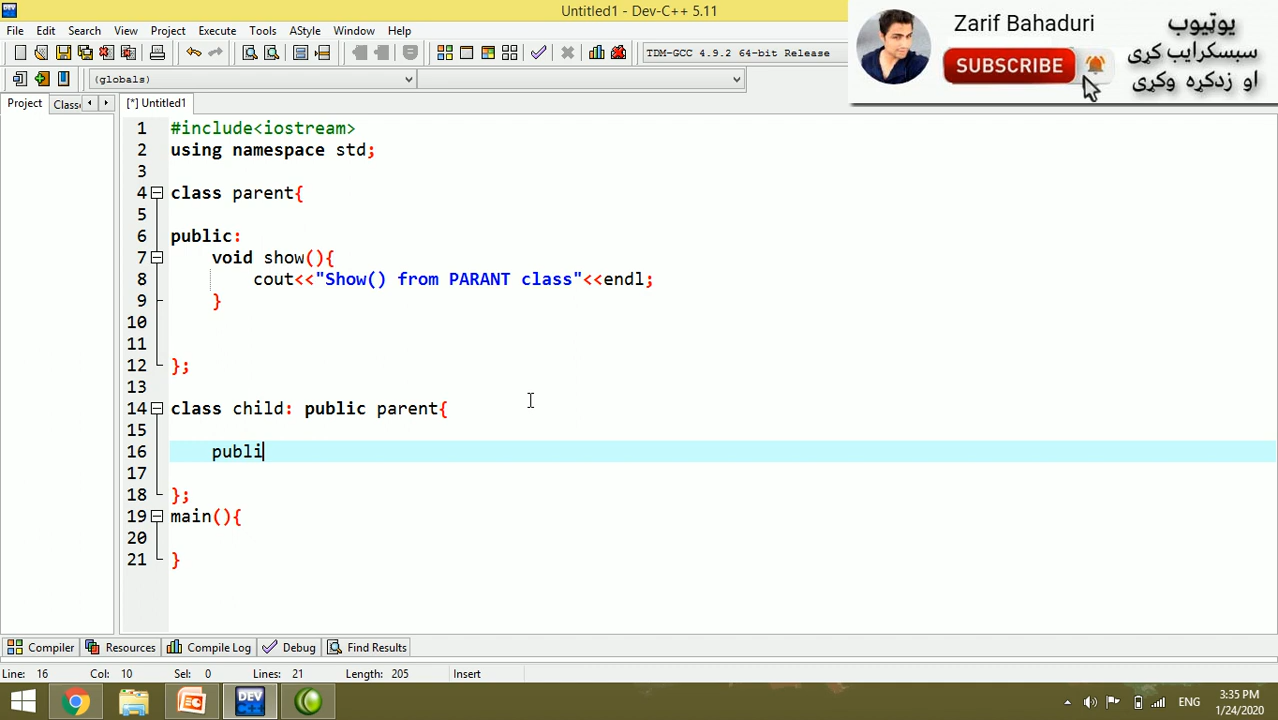 Untitled1 - Dev-C++ 5.11
File Edit Search View Project Execute Tools AStyle Window Help
TDM-GCC 4.9.2 64-bit Release
(globals)
Project Classe [*] Untitled1
Zarif Bahaduri
SUBSCRIBE
یوټیوب
سبسکرایب کړی
او زدکړه وکړی
1 #include<iostream>
2 using namespace std;
3
4 class parent{
5
6 public:
7 void show(){
8 cout<<"Show() from PARANT class"<<endl;
9 }
10
11
12 };
13
14 class child: public parent{
15
16 publi
17
18 };
19 main(){
20
21 }
Compiler Resources Compile Log Debug Find Results
Line: 16 Col: 10 Sel: 0 Lines: 21 Length: 205 Insert
DEV C++
ENG
3:35 PM
1/24/2020